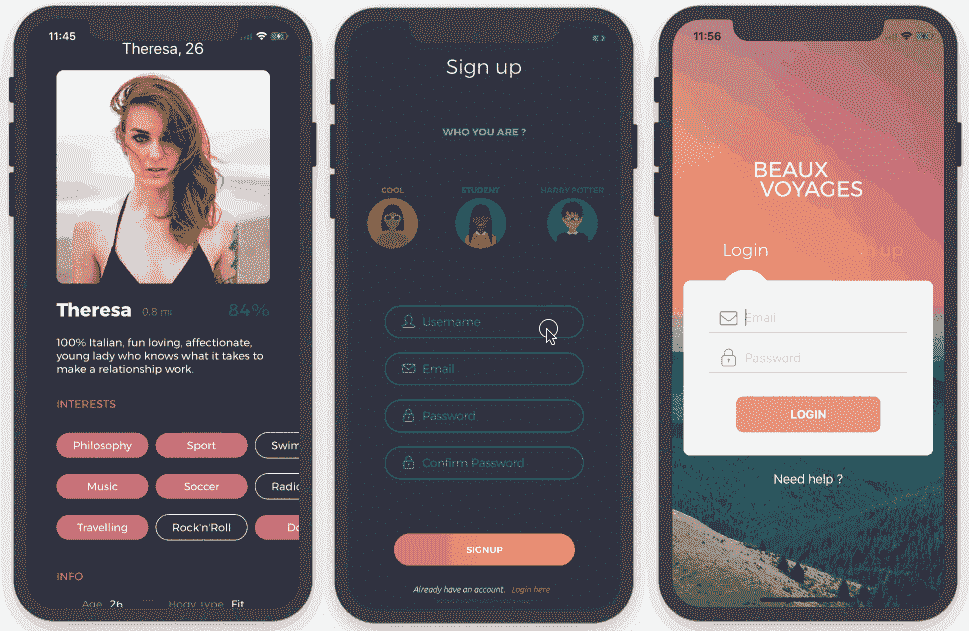 11:45
Theresa, 26
Theresa 0.8 mi 84%
100% Italian, fun loving, affectionate,
young lady who knows what it takes to
make a relationship work.
INTERESTS
Philosophy Sport Swim
Music Soccer Radio
Travelling Rock'n'Roll Do
INFO
Age 26 Body type Fit
Sign up
WHO YOU ARE ?
COOL STUDENT HARRY POTTER
Username
Email
Password
Confirm Password
SIGNUP
Already have an account. Login here
11:56
BEAUX
VOYAGES
Login up
Email
Password
LOGIN
Need help ?